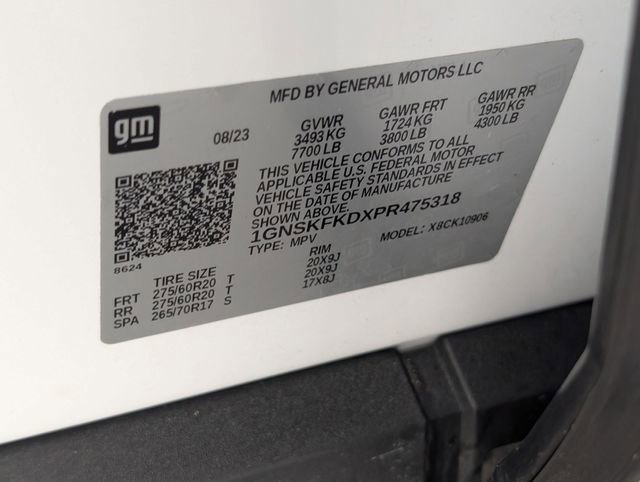 MFD BY GENERAL MOTORS LLC
gm
08/23 GVWR GAWR FRT GAWR RR
3493 KG 1724 KG 1950 KG
7700 LB 3800 LB 4300 LB
THIS VEHICLE CONFORMS TO ALL
APPLICABLE U.S. FEDERAL MOTOR
VEHICLE SAFETY STANDARDS IN EFFECT
ON THE DATE OF MANUFACTURE
SHOWN ABOVE.
1GNSKFKDXPR475318
TYPE: MPV MODEL: X8CK10906
8624
TIRE SIZE RIM
FRT 275/60R20 T 20X9J
RR 275/60R20 T 20X9J
SPA 265/70R17 S 17X8J